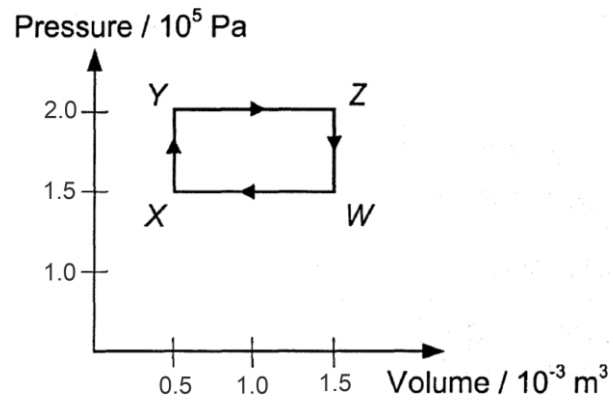 Pressure / 10⁵ Pa
Y
Z
2.0
1.5
X
W
1.0
0.5
1.0
1.5
Volume / 10⁻³ m³